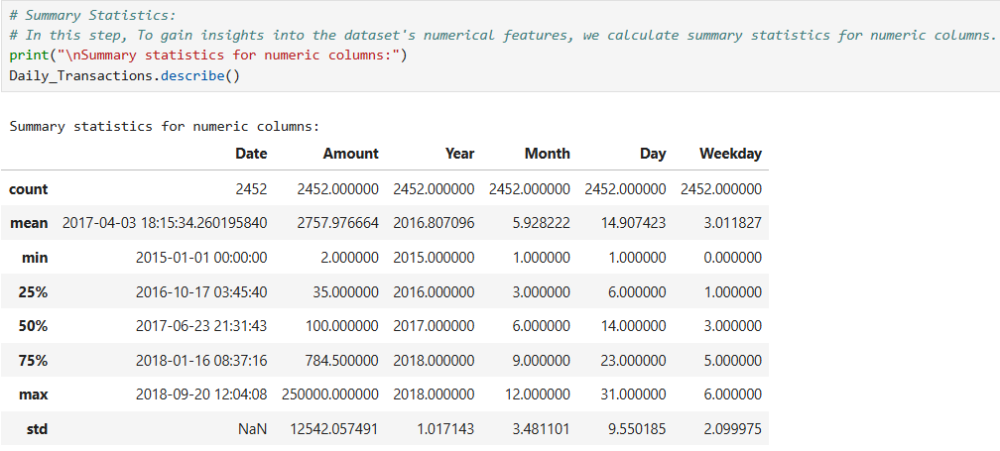 # Summary Statistics:
# In this step, To gain insights into the dataset's numerical features, we calculate summary statistics for numeric columns.
print("\nSummary statistics for numeric columns:")
Daily_Transactions.describe()
Summary statistics for numeric columns:
Date Amount Year Month Day Weekday
count 2452 2452.000000 2452.000000 2452.000000 2452.000000 2452.000000
mean 2017-04-03 18:15:34.260195840 2757.976664 2016.807096 5.928222 14.907423 3.011827
min 2015-01-01 00:00:00 2.000000 2015.000000 1.000000 1.000000 0.000000
25% 2016-10-17 03:45:40 35.000000 2016.000000 3.000000 6.000000 1.000000
50% 2017-06-23 21:31:43 100.000000 2017.000000 6.000000 14.000000 3.000000
75% 2018-01-16 08:37:16 784.500000 2018.000000 9.000000 23.000000 5.000000
max 2018-09-20 12:04:08 250000.000000 2018.000000 12.000000 31.000000 6.000000
std NaN 12542.057491 1.017143 3.481101 9.550185 2.099975